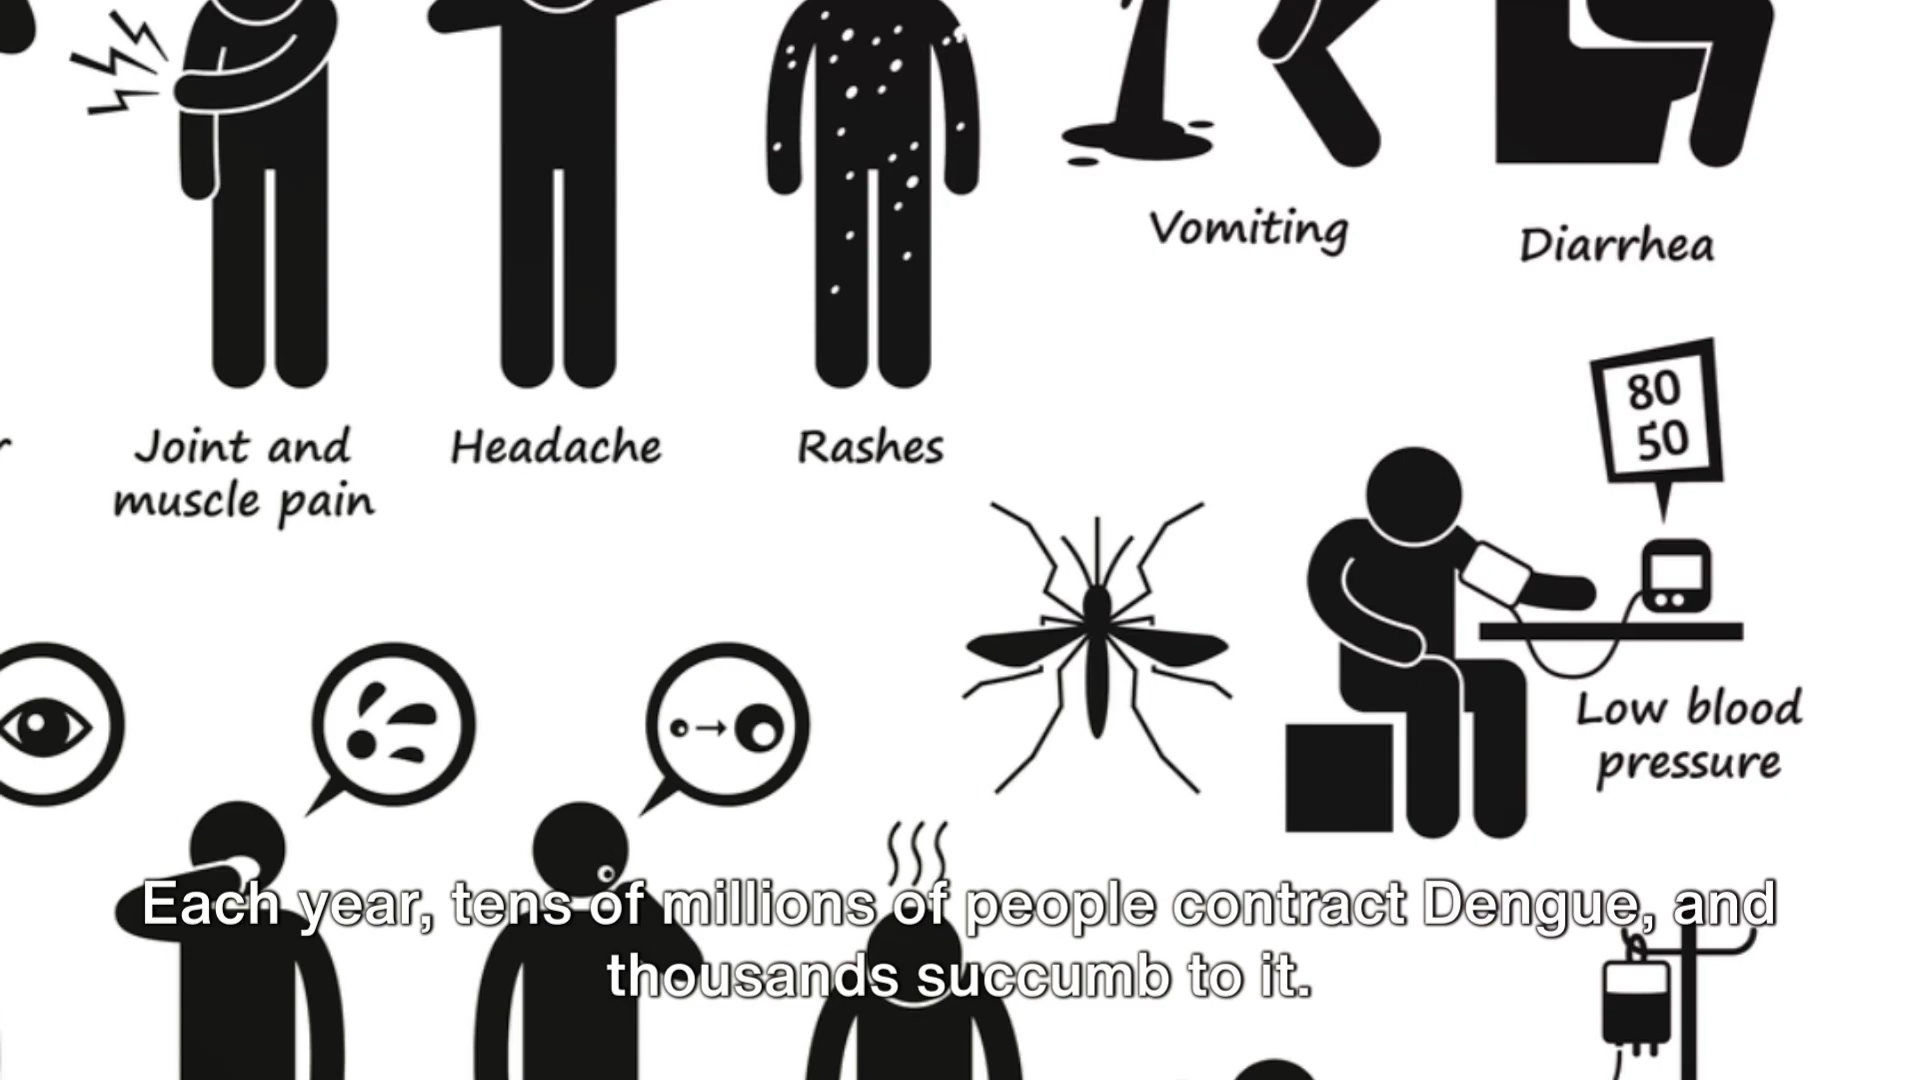 Vomiting
Diarrhea
Joint and
muscle pain
Headache
Rashes
80
50
Low blood
pressure
Each year, tens of millions of people contract Dengue, and
thousands succumb to it.